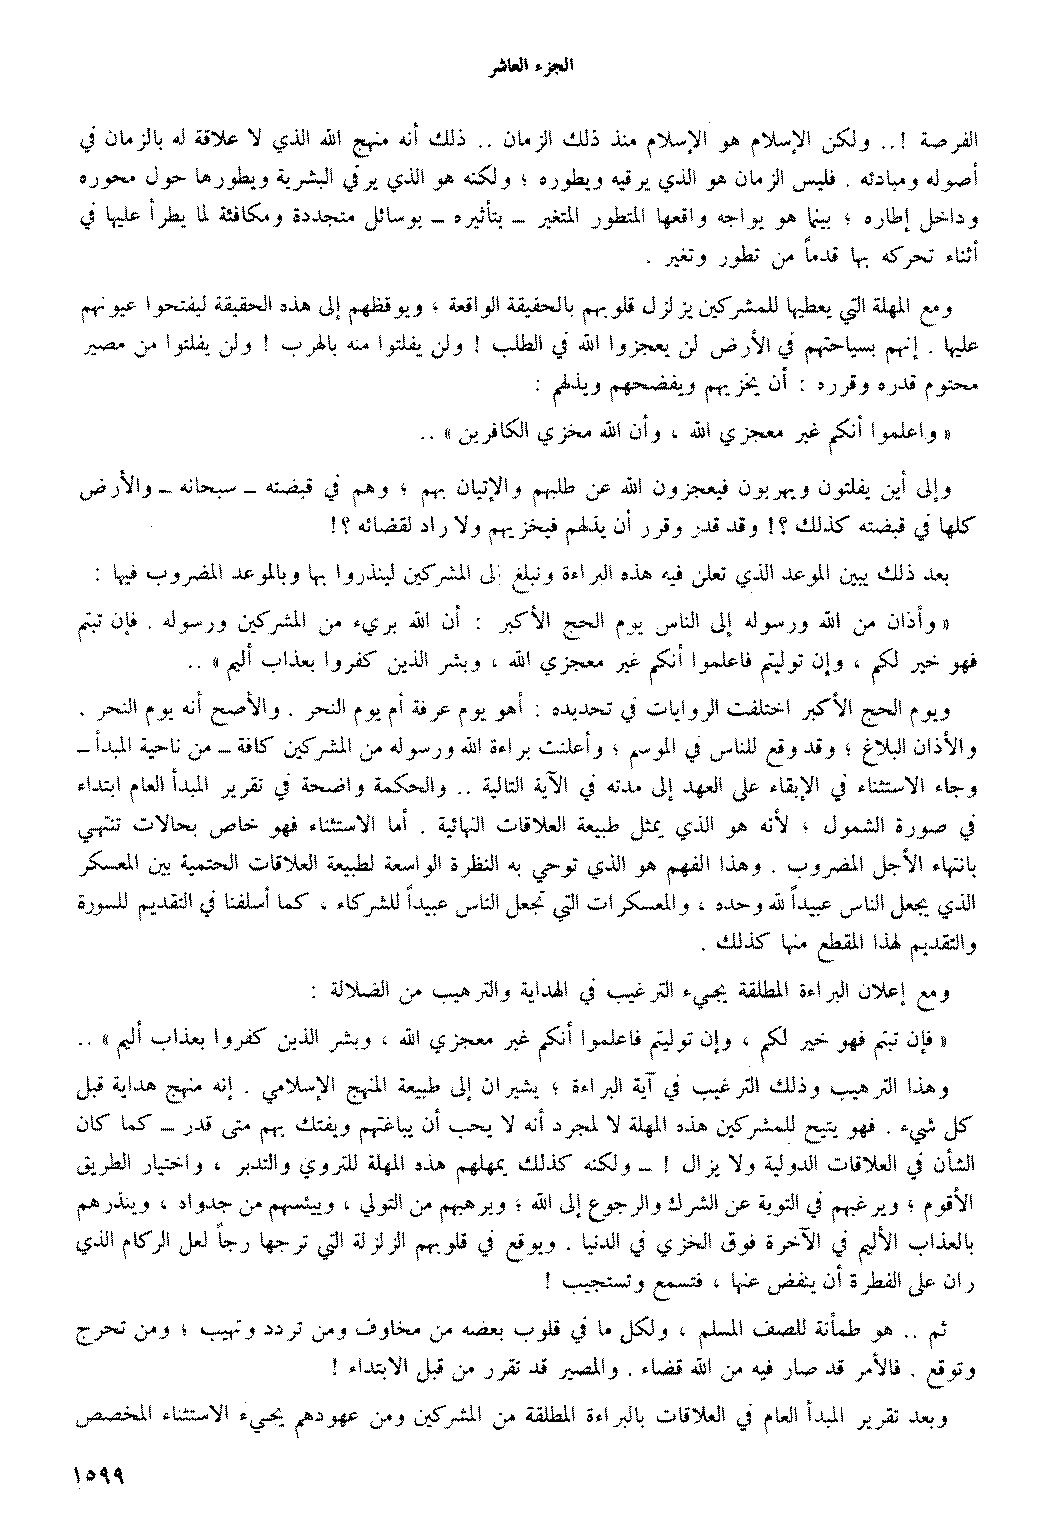 الجزء العاشر
الفرصة !.. ولكن الإسلام هو الإسلام منذ ذلك الزمان .. ذلك أنه منهج الله الذي لا علاقة له بالزمان في
أصوله ومبادئه . فليس الزمان هو الذي يرقيه ويطوره ؛ ولكنه هو الذي يرقي البشرية ويطورها حول محوره
وداخل إطاره ؛ بينما هو يواجه واقعها المتطور المتغير – بتأثيره – بوسائل متجددة ومكافئة لما يطرأ عليها في
أثناء تحركه بها قدماً من تطور وتغير .
ومع المهلة التي يعطيها للمشركين يزلزل قلوبهم بالحقيقة الواقعة ؛ ويوقظهم إلى هذه الحقيقة ليفتحوا عيونهم
عليها . إنهم بسياحتهم في الأرض لن يعجزوا الله في الطلب ! ولن يفلتوا منه بالهرب ! ولن يفلتوا من مصير
محتوم قدره وقرره : أن يخزيهم ويفضحهم ويذلهم :
« واعلموا أنكم غير معجزي الله ، وأن الله مخزي الكافرين » ..
وإلى أين يفلتون ويهربون فيعجزون الله عن طلبهم والإتيان بهم ؛ وهم في قبضته – سبحانه – والأرض
كلها في قبضته كذلك ؟! وقد قدر وقرر أن يذلهم فيخزيهم ولا راد لقضائه ؟!
بعد ذلك يبين الموعد الذي تعلن فيه هذه البراءة وتبلغ إلى المشركين لينذروا بها وبالموعد المضروب فيها :
« وأذان من الله ورسوله إلى الناس يوم الحج الأكبر : أن الله بريء من المشركين ورسوله . فإن تبتم
فهو خير لكم ، وإن توليتم فاعلموا أنكم غير معجزي الله ، وبشر الذين كفروا بعذاب أليم » ..
ويوم الحج الأكبر اختلفت الروايات في تحديده : أهو يوم عرفة أم يوم النحر . والأصح أنه يوم النحر .
والأذان البلاغ ؛ وقد وقع للناس في الموسم ؛ وأعلنت براءة الله ورسوله من المشركين كافة – من ناحية المبدأ –
وجاء الاستثناء في الإبقاء على العهد إلى مدته في الآية التالية .. والحكمة واضحة في تقرير المبدأ العام ابتداء
في صورة الشمول ؛ لأنه هو الذي يمثل طبيعة العلاقات النهائية . أما الاستثناء فهو خاص بحالات تنتهي
بانتهاء الأجل المضروب . وهذا الفهم هو الذي توحي به النظرة الواسعة لطبيعة العلاقات الحتمية بين المعسكر
الذي يجعل الناس عبيداً لله وحده ، والمعسكرات التي تجعل الناس عبيداً للشركاء ، كما أسلفنا في التقديم للسورة
والتقديم لهذا المقطع منها كذلك .
ومع إعلان البراءة المطلقة يجيء الترغيب في الهداية والترهيب من الضلالة :
« فإن تبتم فهو خير لكم ، وإن توليتم فاعلموا أنكم غير معجزي الله ، وبشر الذين كفروا بعذاب أليم » ..
وهذا الترهيب وذلك الترغيب في آية البراءة ؛ يشيران إلى طبيعة المنهج الإسلامي . إنه منهج هداية قبل
كل شيء . فهو يتيح للمشركين هذه المهلة لا لمجرد أنه لا يحب أن يباغتهم ويفتك بهم متى قدر – كما كان
الشأن في العلاقات الدولية ولا يزال ! – ولكنه كذلك يمهلهم هذه المهلة للتروي والتدبر ، واختيار الطريق
الأقوم ؛ ويرغبهم في التوبة عن الشرك والرجوع إلى الله ؛ ويرهبهم من التولي ، وييئسهم من جدواه ، وينذرهم
بالعذاب الأليم في الآخرة فوق الخزي في الدنيا . ويوقع في قلوبهم الزلزلة التي ترجها رجاً لعل الركام الذي
ران على الفطرة أن ينفض عنها ، فتسمع وتستجيب !
ثم .. هو طمأنة للصف المسلم ، ولكل ما في قلوب بعضه من مخاوف ومن تردد وتهيب ؛ ومن تحرج
وتوقع . فالأمر قد صار فيه من الله قضاء . والمصير قد تقرر من قبل الابتداء !
وبعد تقرير المبدأ العام في العلاقات بالبراءة المطلقة من المشركين ومن عهودهم يجيء الاستثناء المخصص
١٥٩٩